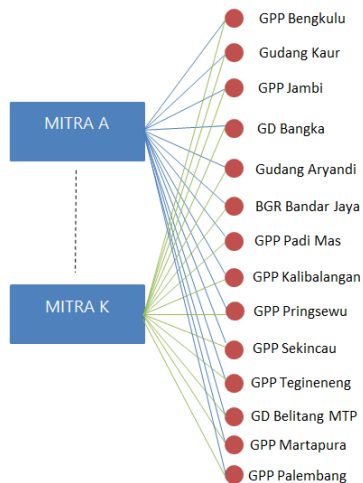 MITRA A
MITRA K
GPP Bengkulu
Gudang Kaur
GPP Jambi
GD Bangka
Gudang Aryandi
BGR Bandar Jaya
GPP Padi Mas
GPP Kalibalangan
GPP Pringsewu
GPP Sekincau
GPP Tegineneng
GD Belitang MTP
GPP Martapura
GPP Palembang